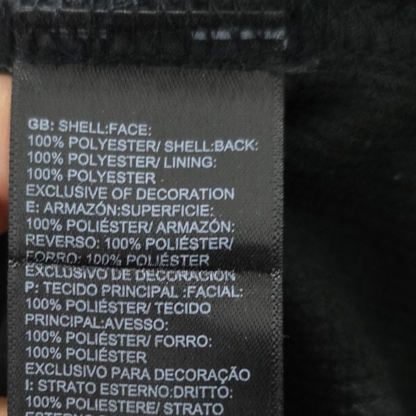 GB: SHELL:FACE:
100% POLYESTER/ SHELL:BACK:
100% POLYESTER/ LINING:
100% POLYESTER
EXCLUSIVE OF DECORATION
E: ARMAZÓN:SUPERFICIE:
100% POLIÉSTER/ ARMAZÓN:
REVERSO: 100% POLIÉSTER/
FORRO: 100% POLIÉSTER
EXCLUSIVO DE DECORACIÓN
P: TECIDO PRINCIPAL :FACIAL:
100% POLIÉSTER/ TECIDO
PRINCIPAL:AVESSO:
100% POLIÉSTER/ FORRO:
100% POLIÉSTER
EXCLUSIVO PARA DECORAÇÃO
I: STRATO ESTERNO:DRITTO:
100% POLIESTERE/ STRATO